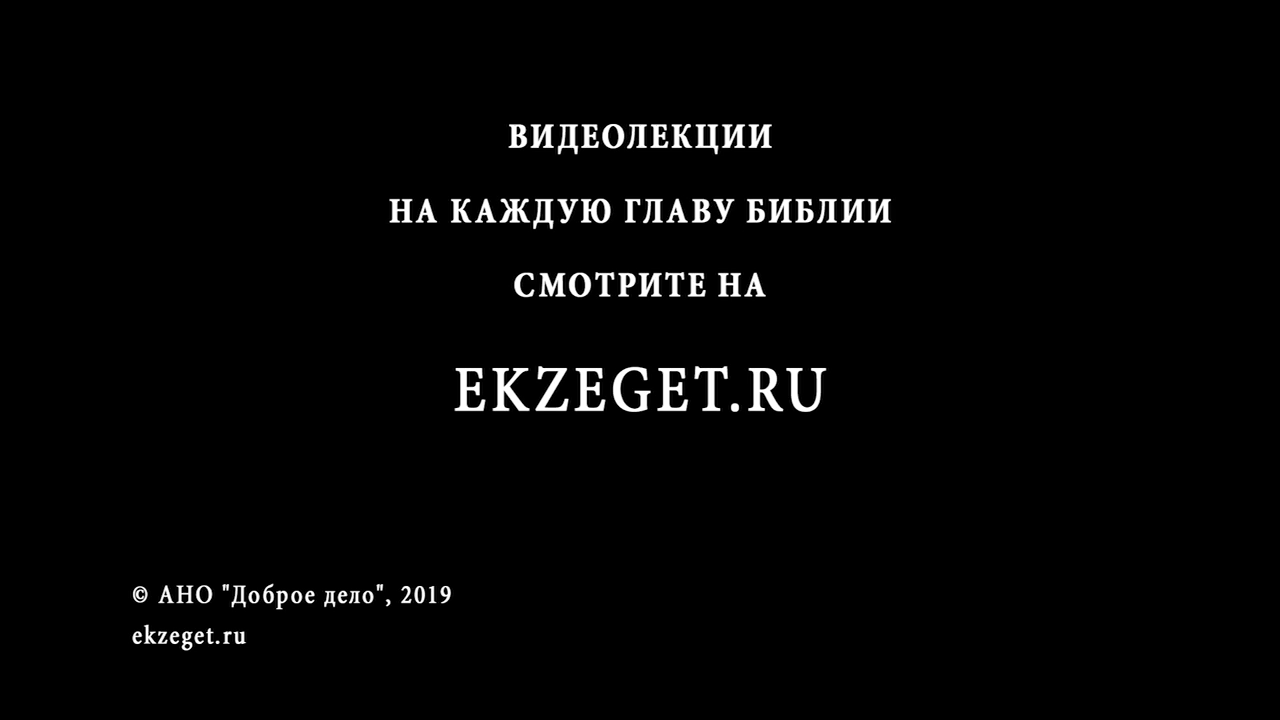 ВИДЕОЛЕКЦИИ
НА КАЖДУЮ ГЛАВУ БИБЛИИ
СМОТРИТЕ НА
EKZEGET.RU
© АНО "Доброе дело", 2019
ekzeget.ru